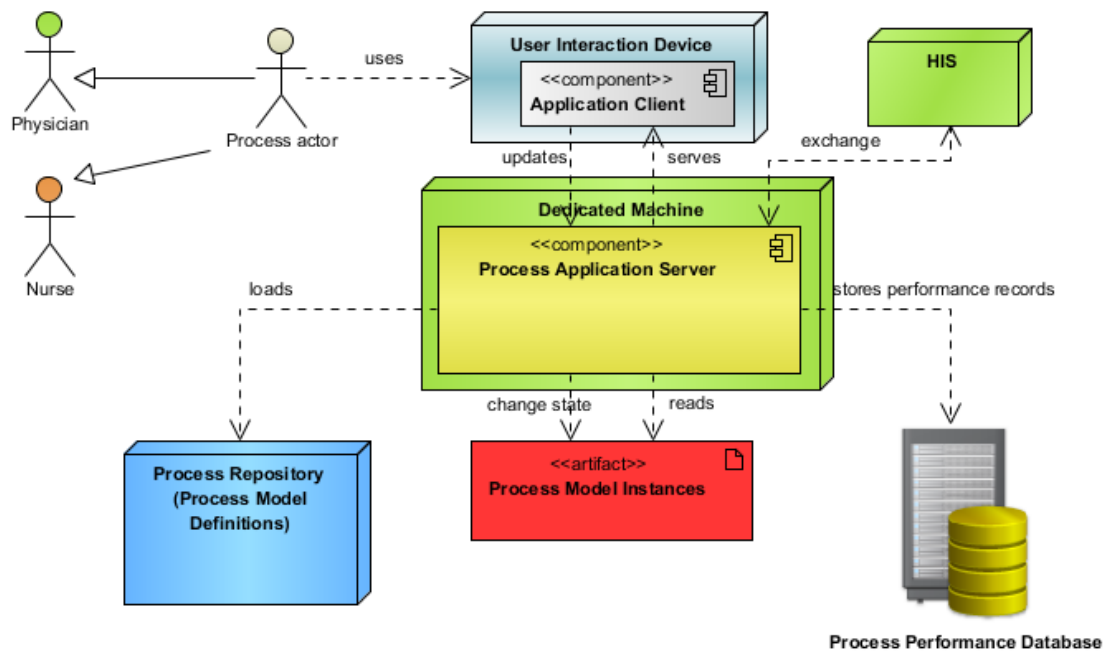 User Interaction Device
HIS
uses
<<component>>
Application Client
Physician
Process actor
updates
serves
exchange
Dedicated Machine
<<component>>
Process Application Server
Nurse
loads
stores performance records
change state
reads
Process Repository
(Process Model
Definitions)
<<artifact>>
Process Model Instances
Process Performance Database